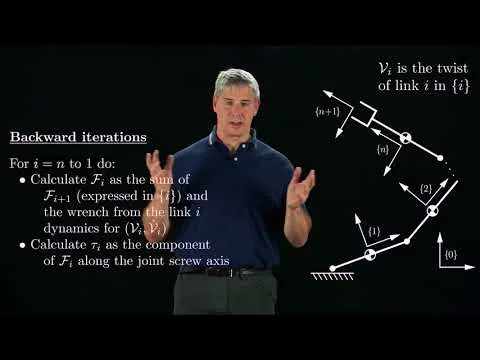 𝒱ᵢ is the twist
of link i in {i}
Backward iterations
For i = n to 1 do:
• Calculate ℱᵢ as the sum of
ℱᵢ₊₁ (expressed in {i}) and
the wrench from the link i
dynamics for (𝒱ᵢ, 𝒱̇ᵢ)
• Calculate τᵢ as the component
of ℱᵢ along the joint screw axis
{n+1}
{n}
{2}
{1}
{0}